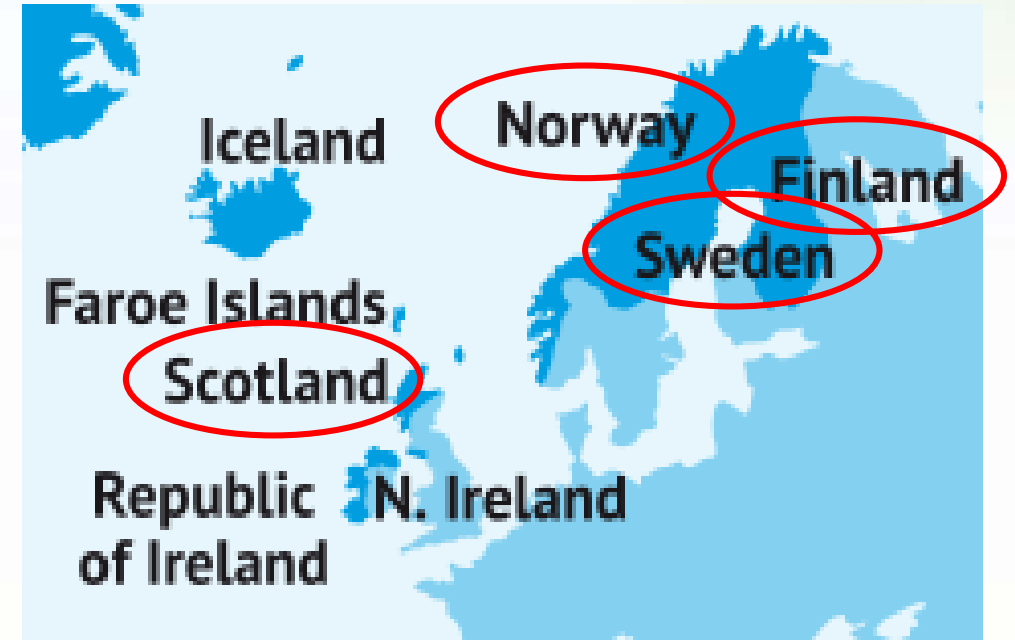 Norway
Iceland
Finland
Sweden
Faroe Islands
Scotland
Republic
of Ireland
N. Ireland